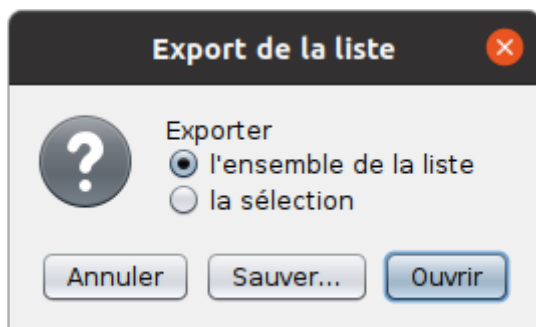 Export de la liste
Exporter
l'ensemble de la liste
la sélection
Annuler Sauver... Ouvrir